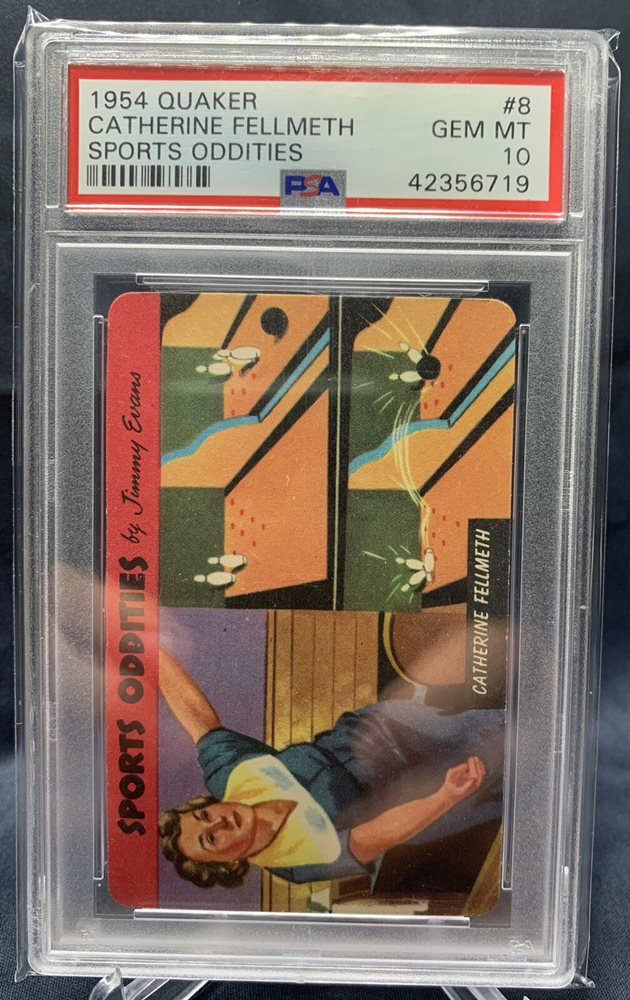 1954 QUAKER #8
CATHERINE FELLMETH GEM MT
SPORTS ODDITIES 10
PSA 42356719
SPORTS ODDITIES by Jimmy Evans
CATHERINE FELLMETH